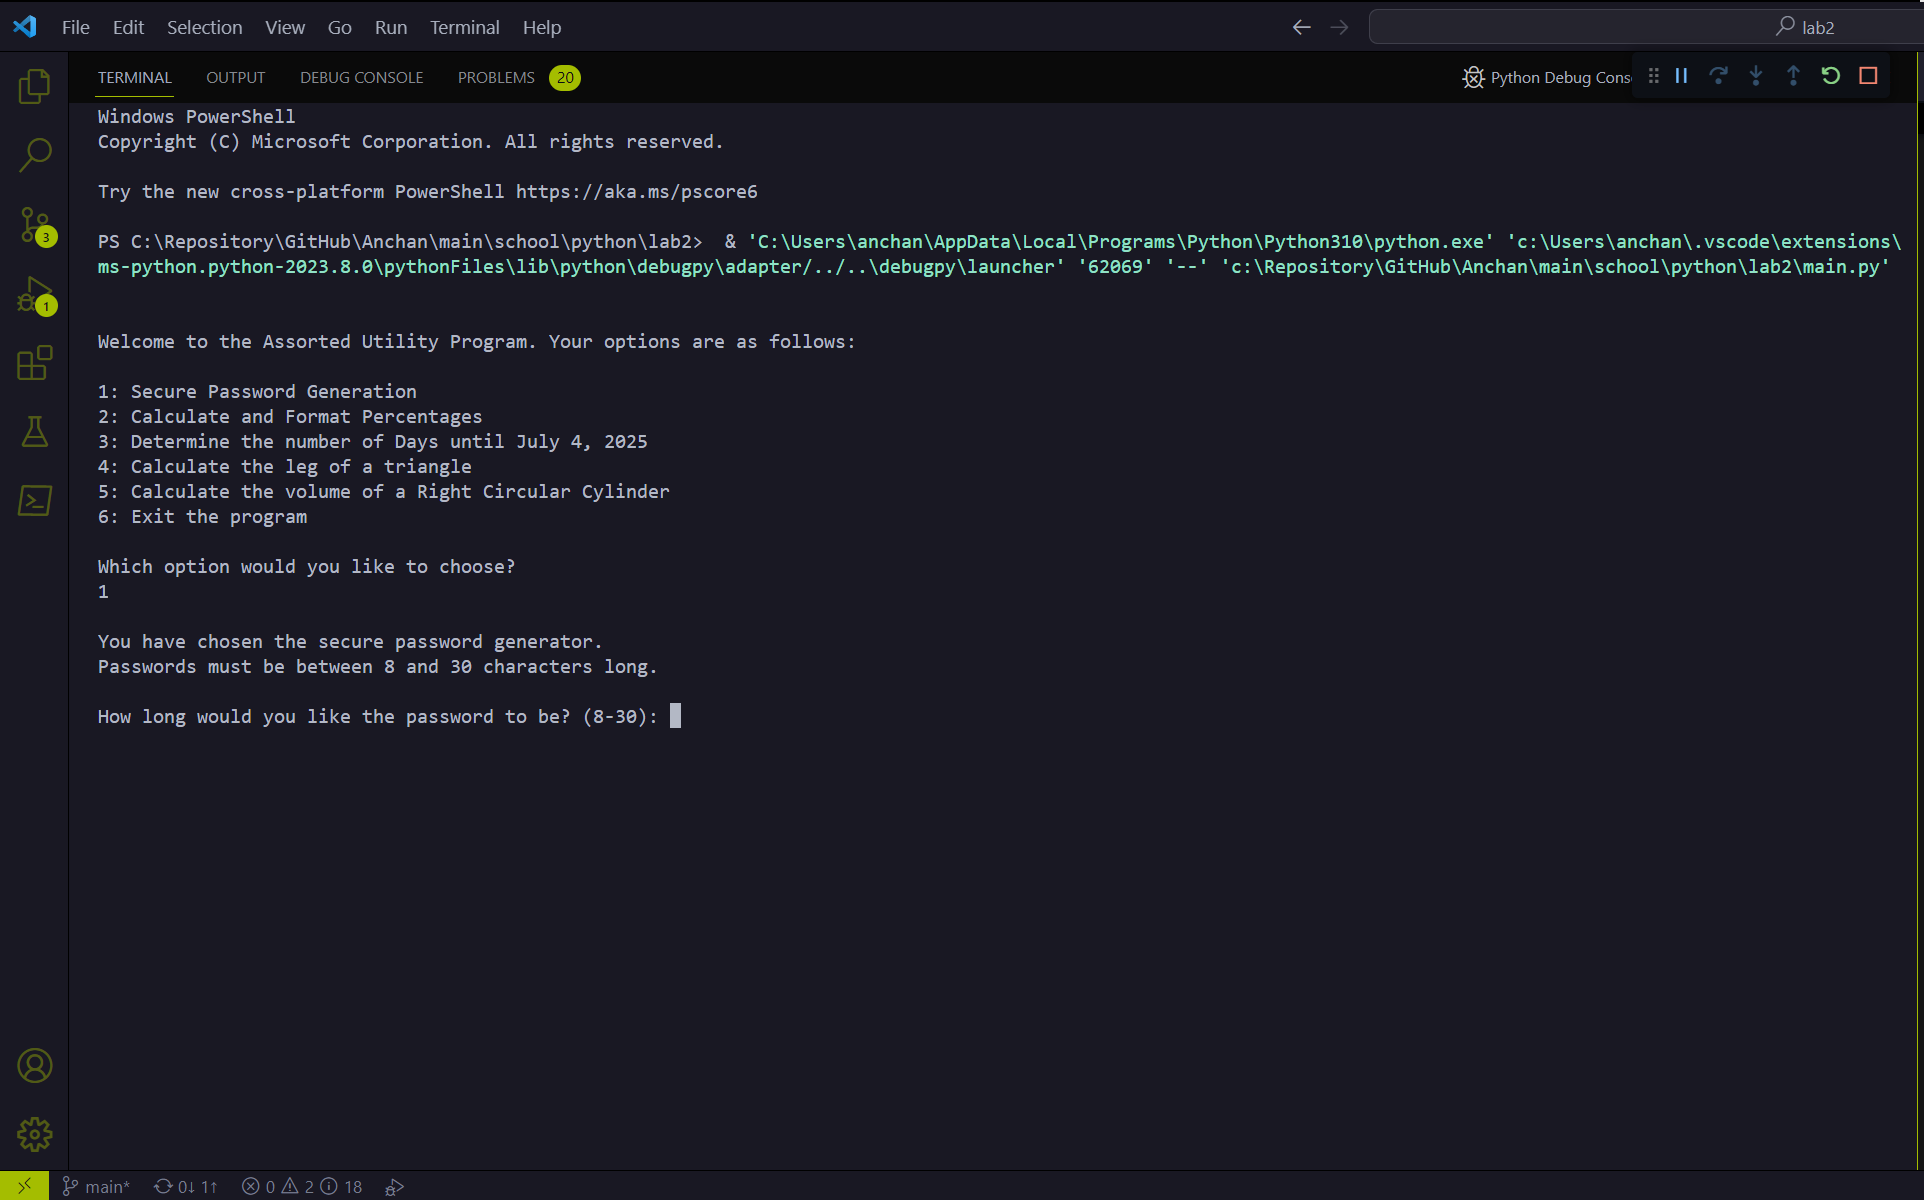 File Edit Selection View Go Run Terminal Help
lab2
TERMINAL OUTPUT DEBUG CONSOLE PROBLEMS 20
Python Debug Cons
Windows PowerShell
Copyright (C) Microsoft Corporation. All rights reserved.
Try the new cross-platform PowerShell https://aka.ms/pscore6
PS C:\Repository\GitHub\Anchan\main\school\python\lab2>  & 'C:\Users\anchan\AppData\Local\Programs\Python\Python310\python.exe' 'c:\Users\anchan\.vscode\extensions\
ms-python.python-2023.8.0\pythonFiles\lib\python\debugpy\adapter/../..\debugpy\launcher' '62069' '--' 'c:\Repository\GitHub\Anchan\main\school\python\lab2\main.py'
Welcome to the Assorted Utility Program. Your options are as follows:
1: Secure Password Generation
2: Calculate and Format Percentages
3: Determine the number of Days until July 4, 2025
4: Calculate the leg of a triangle
5: Calculate the volume of a Right Circular Cylinder
6: Exit the program
Which option would you like to choose?
1
You have chosen the secure password generator.
Passwords must be between 8 and 30 characters long.
How long would you like the password to be? (8-30):
3
1
main* 0↓ 1↑ 0 2 18